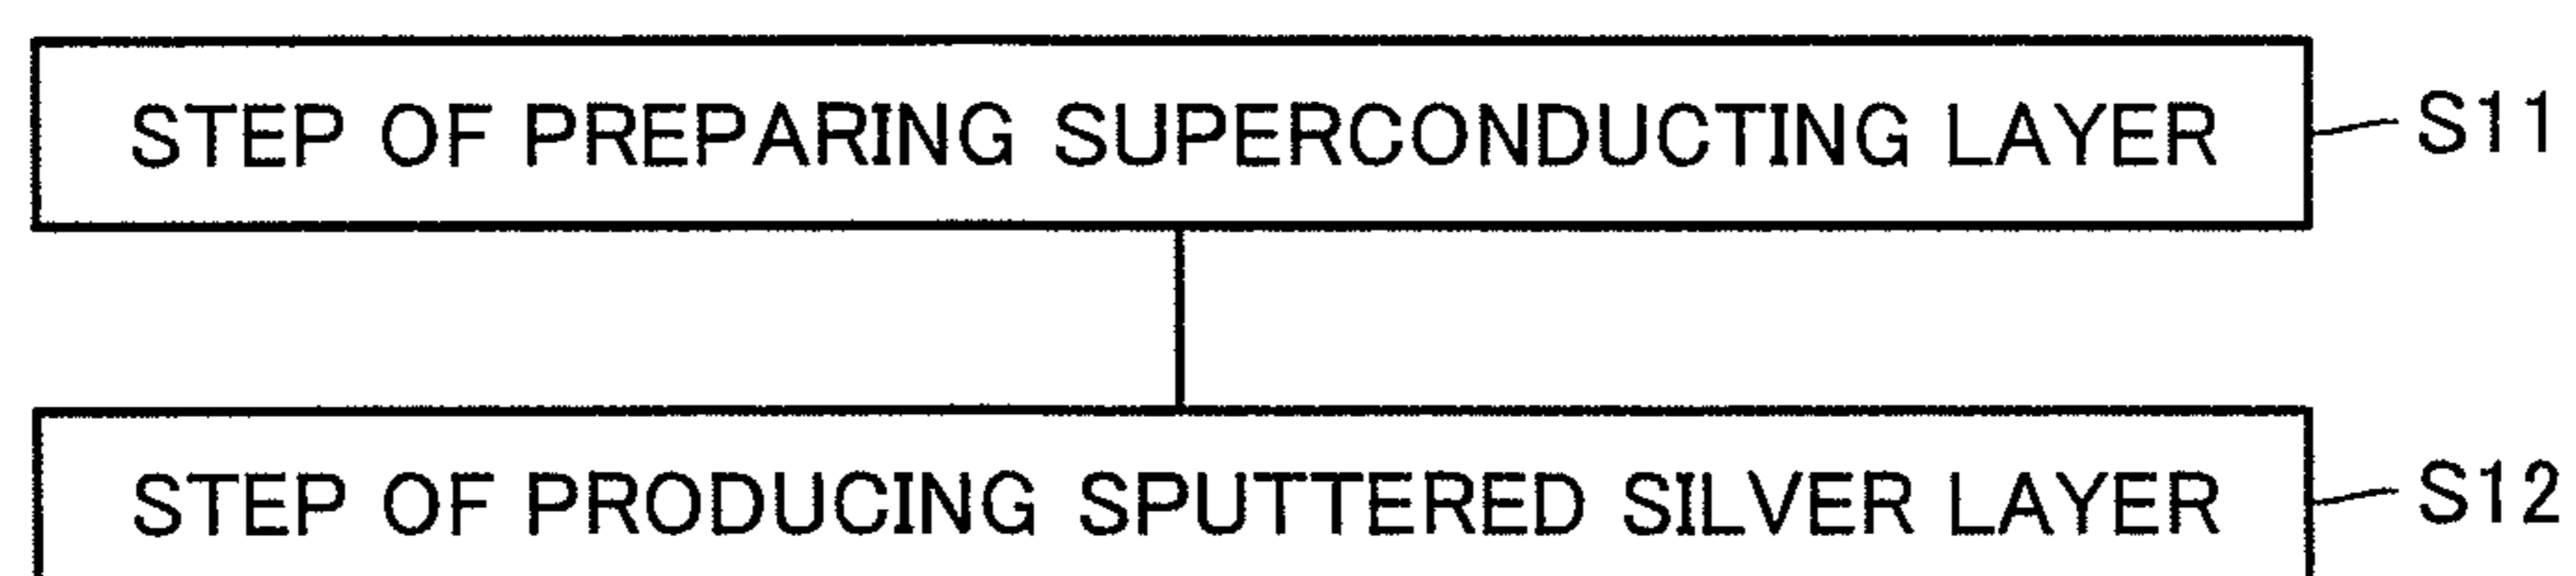 STEP OF PREPARING SUPERCONDUCTING LAYER S11
STEP OF PRODUCING SPUTTERED SILVER LAYER S12